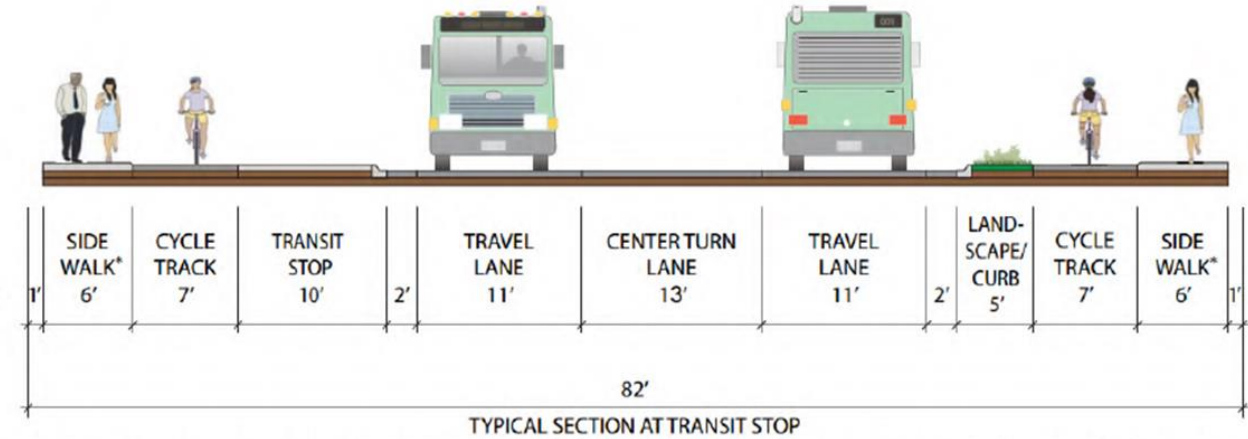 009
1'
SIDE
WALK*
6'
CYCLE
TRACK
7'
TRANSIT
STOP
10'
2'
TRAVEL
LANE
11'
CENTER TURN
LANE
13'
TRAVEL
LANE
11'
2'
LAND-
SCAPE/
CURB
5'
CYCLE
TRACK
7'
SIDE
WALK*
6'
1'
82'
TYPICAL SECTION AT TRANSIT STOP